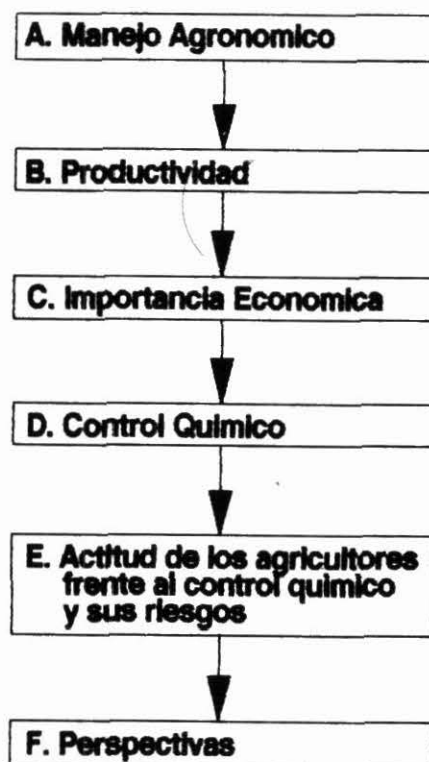 A. Manejo Agronomico
B. Productividad
C. Importancia Economica
D. Control Quimico
E. Actitud de los agricultores
frente al control quimico
y sus riesgos
F. Perspectivas